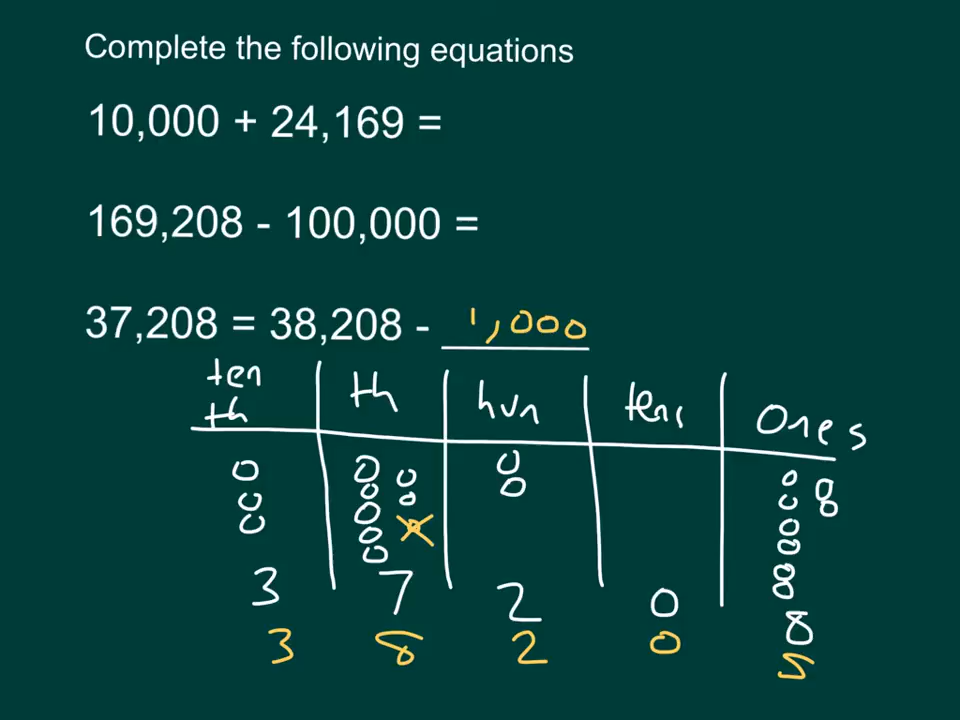 Complete the following equations
10,000 + 24,169 =
169,208 - 100,000 =
37,208 = 38,208 - 1,000
ten th th hun tens ones
3 7 2 0 8
3 8 2 0